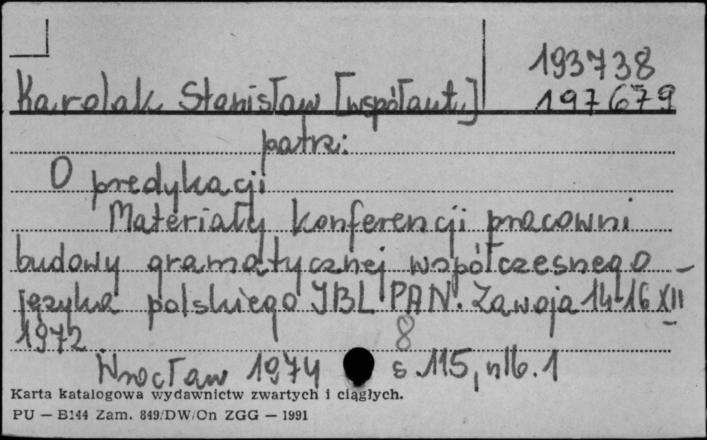 193738
Karolak Stanisław [współaut.] 197679
patrz:
O predykacji
Materiały konferencji pracowni
budowy gramatycznej współczesnego
języka polskiego IBL PAN. Zawoja 14-16 XII
1972 8
Wrocław 1974 s. 115, nlb. 1
Karta katalogowa wydawnictw zwartych i ciągłych.
PU — B144 Zam. 849/DW/On ZGG — 1991